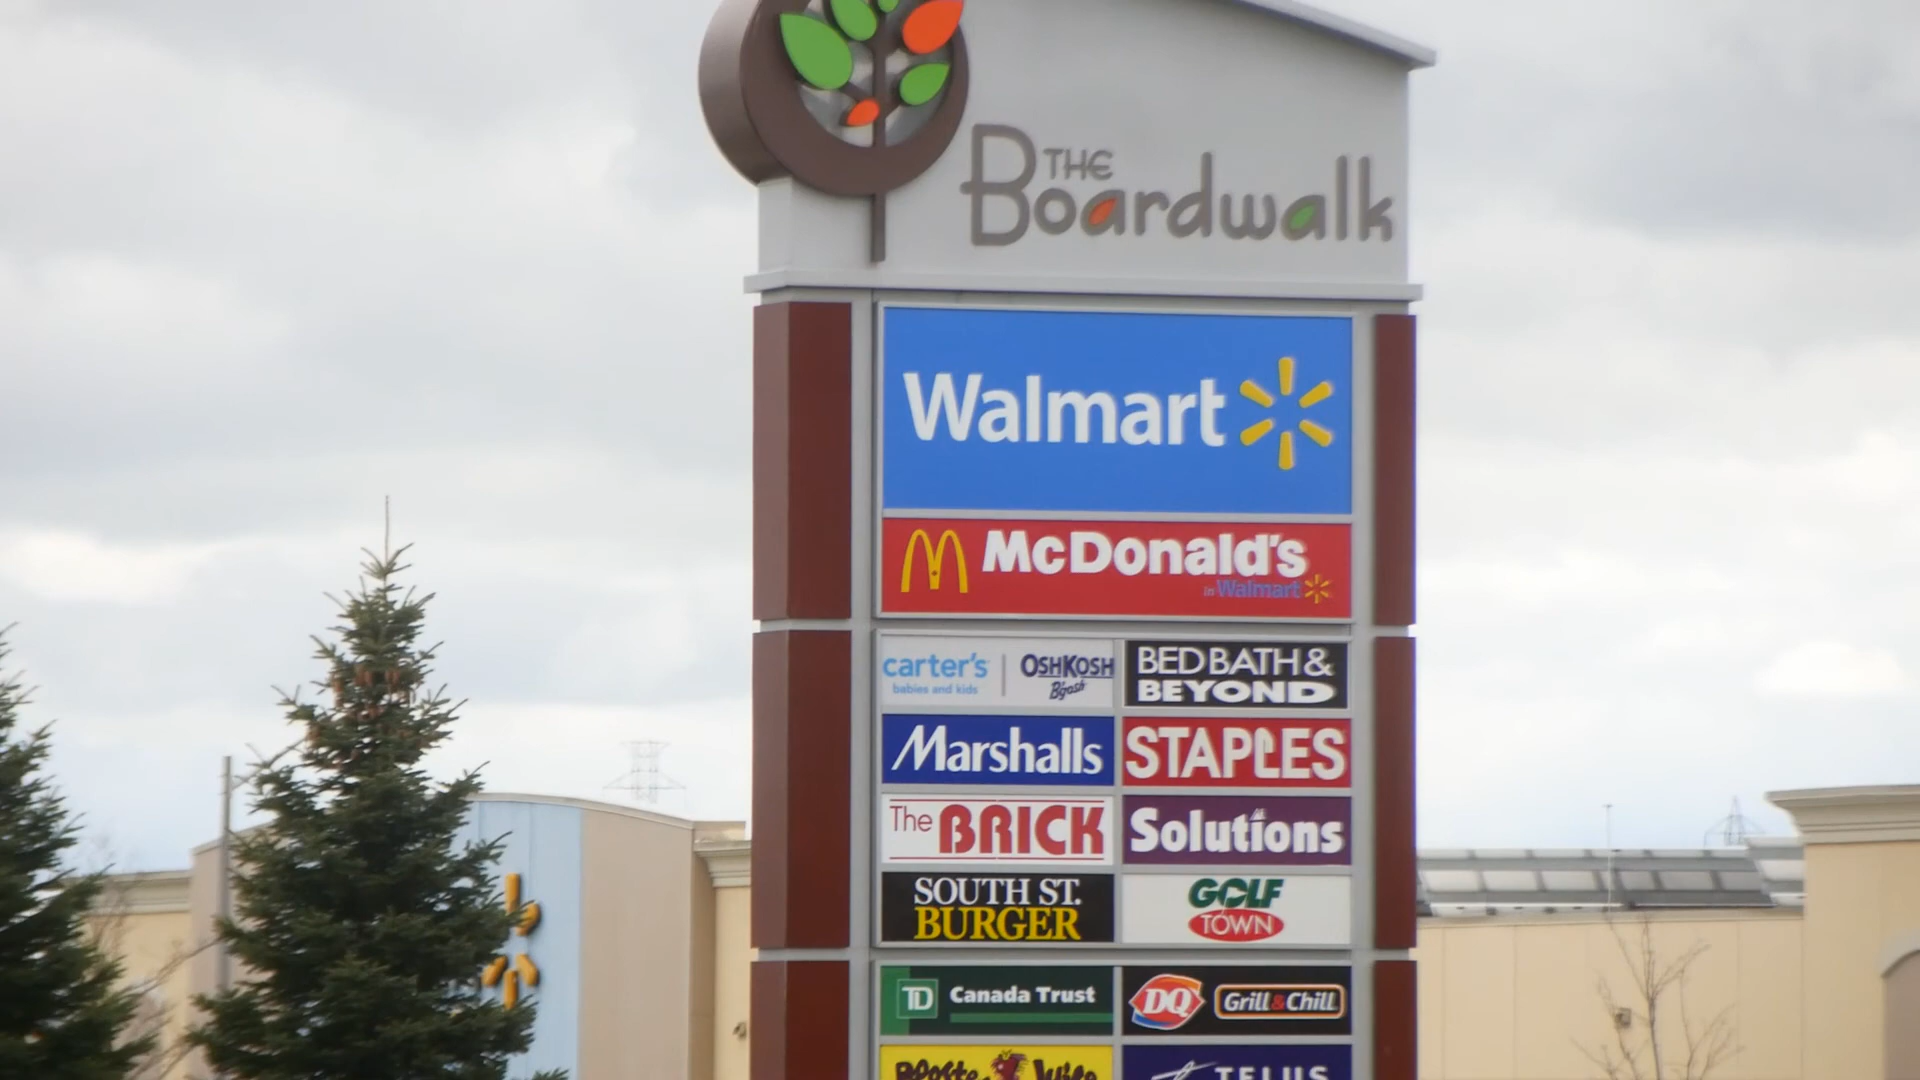 THE
Boardwalk
Walmart
McDonald's
in Walmart
carter's
babies and kids
OSHKOSH
B'gosh
BED BATH &
BEYOND
Marshalls
STAPLES
The BRICK
Solutions
SOUTH ST.
BURGER
GOLF
TOWN
TD Canada Trust
DQ Grill & Chill
TELUS